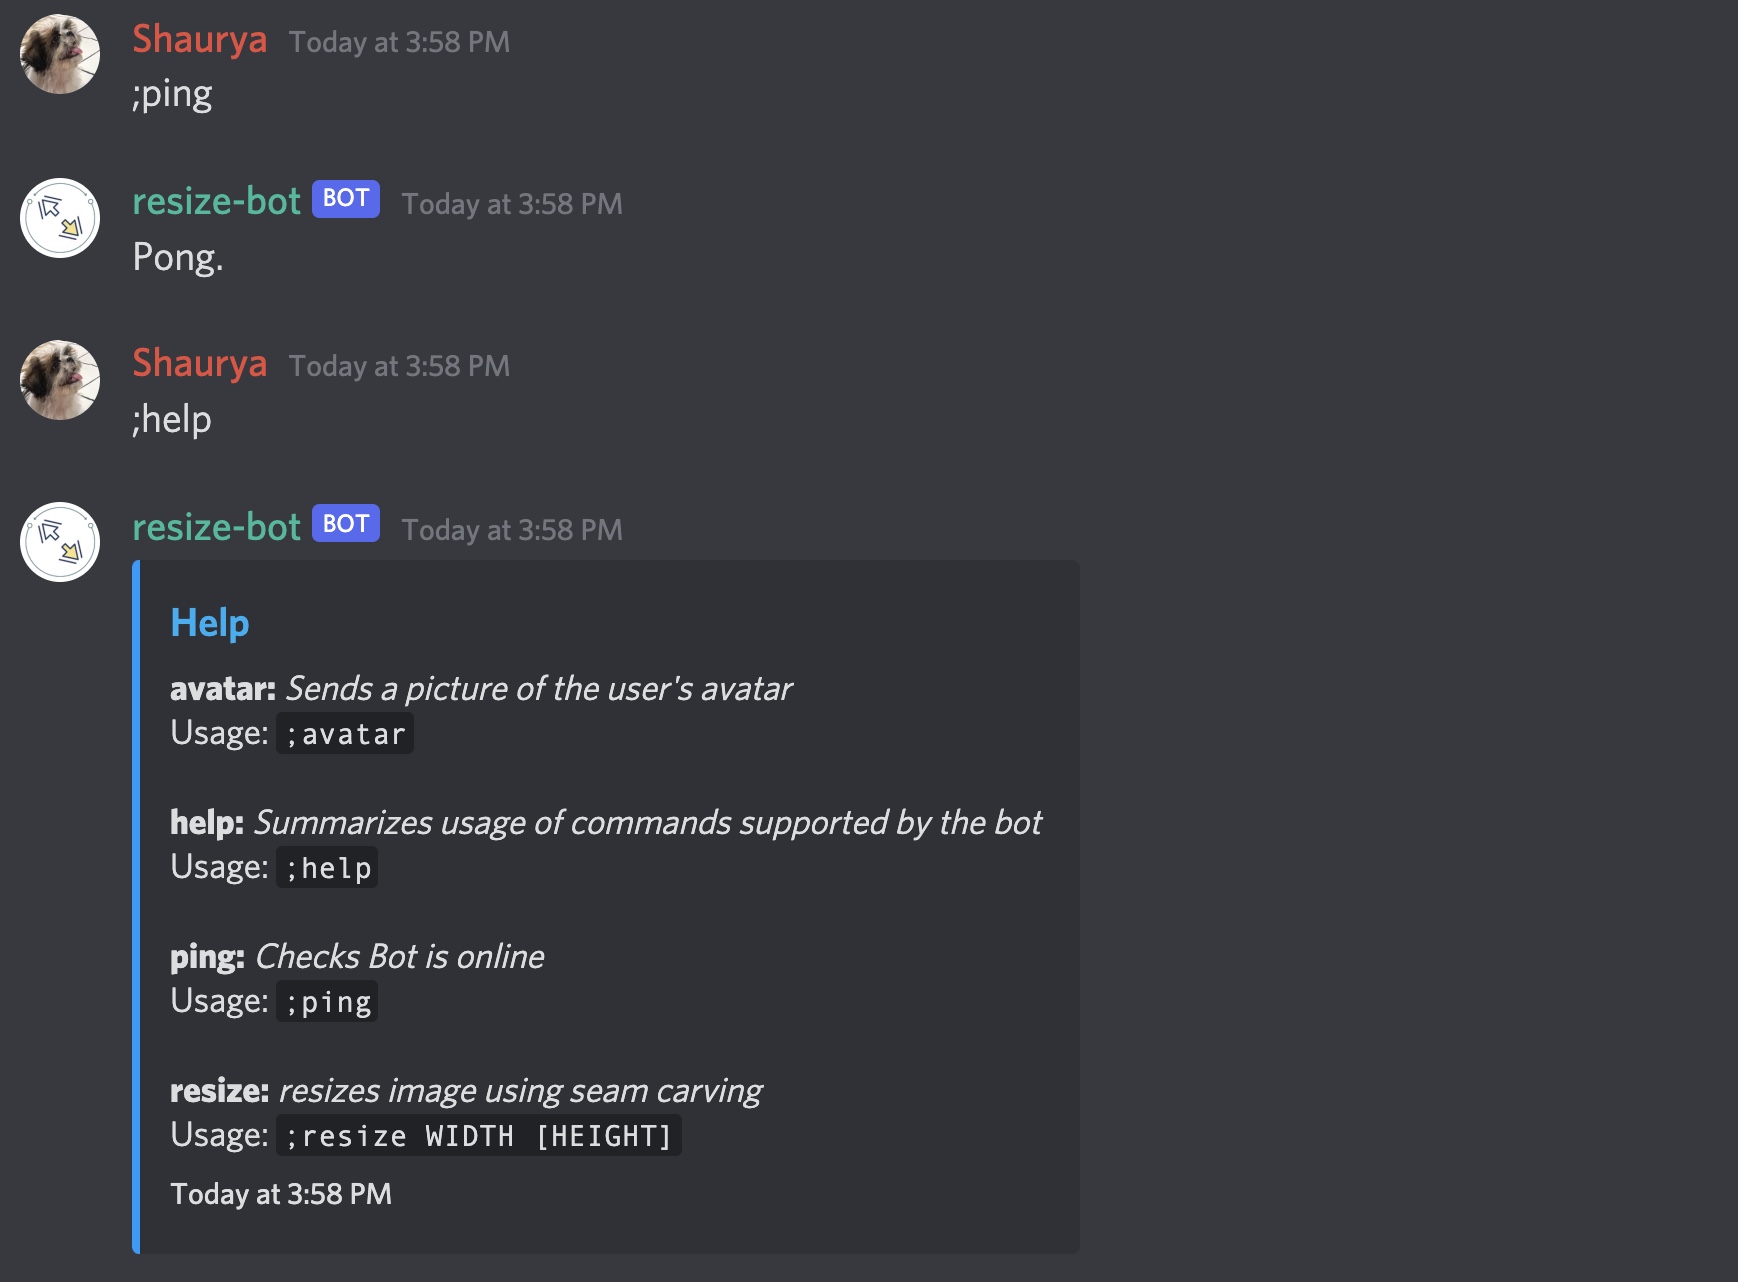 Shaurya Today at 3:58 PM
;ping
resize-bot BOT Today at 3:58 PM
Pong.
Shaurya Today at 3:58 PM
;help
resize-bot BOT Today at 3:58 PM
Help
avatar: Sends a picture of the user's avatar
Usage: ;avatar
help: Summarizes usage of commands supported by the bot
Usage: ;help
ping: Checks Bot is online
Usage: ;ping
resize: resizes image using seam carving
Usage: ;resize WIDTH [HEIGHT]
Today at 3:58 PM